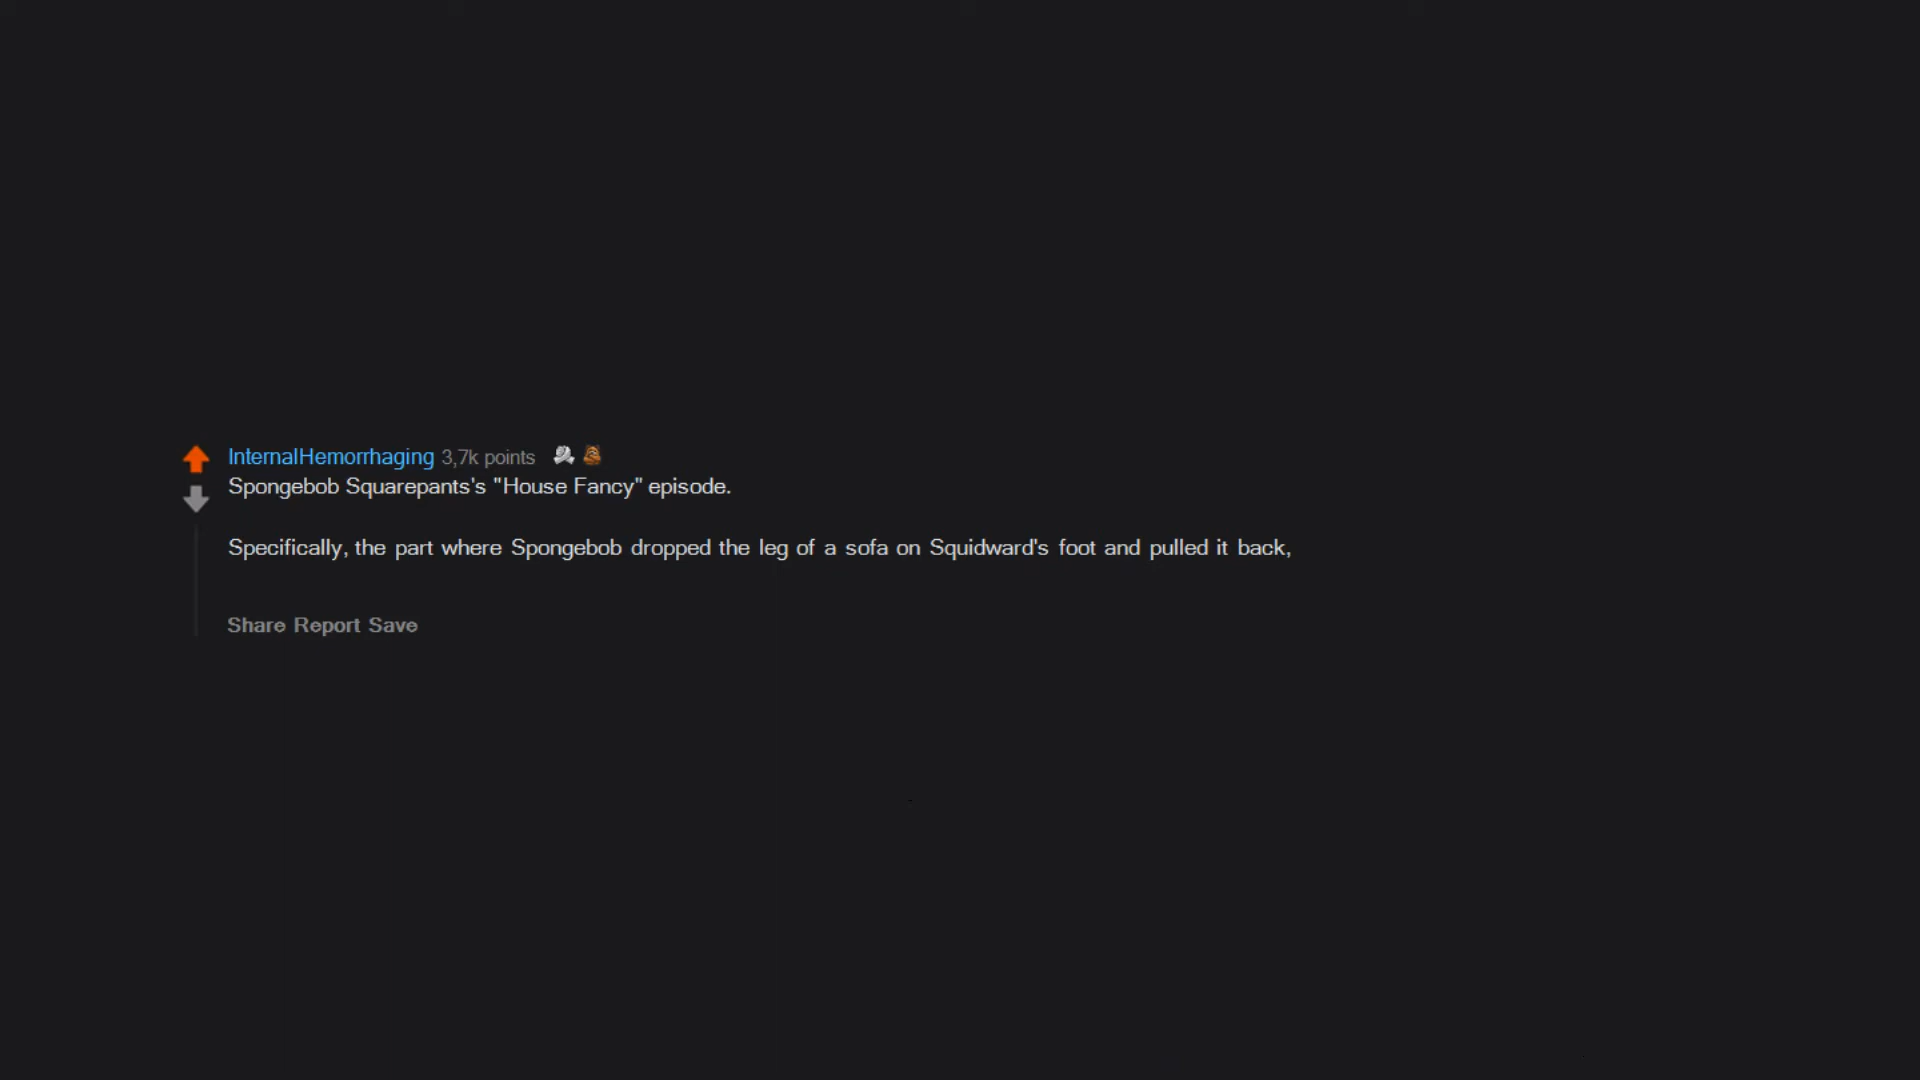 InternalHemorrhaging 3,7k points
Spongebob Squarepants's "House Fancy" episode.
Specifically, the part where Spongebob dropped the leg of a sofa on Squidward's foot and pulled it back,
Share Report Save